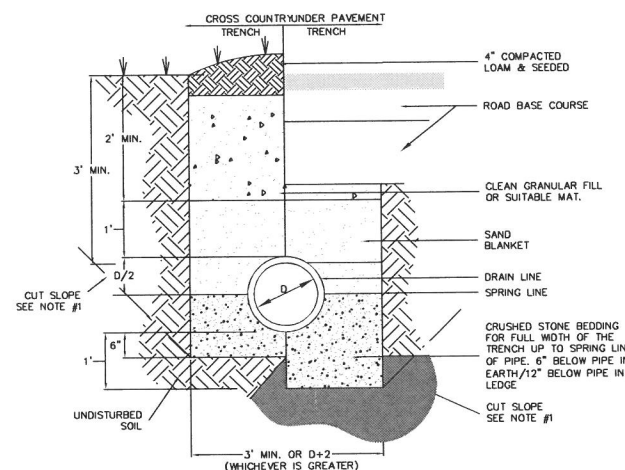 CROSS COUNTRY UNDER PAVEMENT
TRENCH TRENCH
4" COMPACTED
LOAM & SEEDED
ROAD BASE COURSE
2' MIN.
3' MIN.
CLEAN GRANULAR FILL
OR SUITABLE MAT.
1'
SAND
BLANKET
D/2
D
DRAIN LINE
SPRING LINE
CUT SLOPE
SEE NOTE #1
CRUSHED STONE BEDDING
FOR FULL WIDTH OF THE
TRENCH UP TO SPRING LIN
OF PIPE. 6" BELOW PIPE IN
EARTH/12" BELOW PIPE IN
LEDGE
6"
1'
CUT SLOPE
SEE NOTE #1
UNDISTURBED
SOIL
3' MIN. OR D+2
(WHICHEVER IS GREATER)